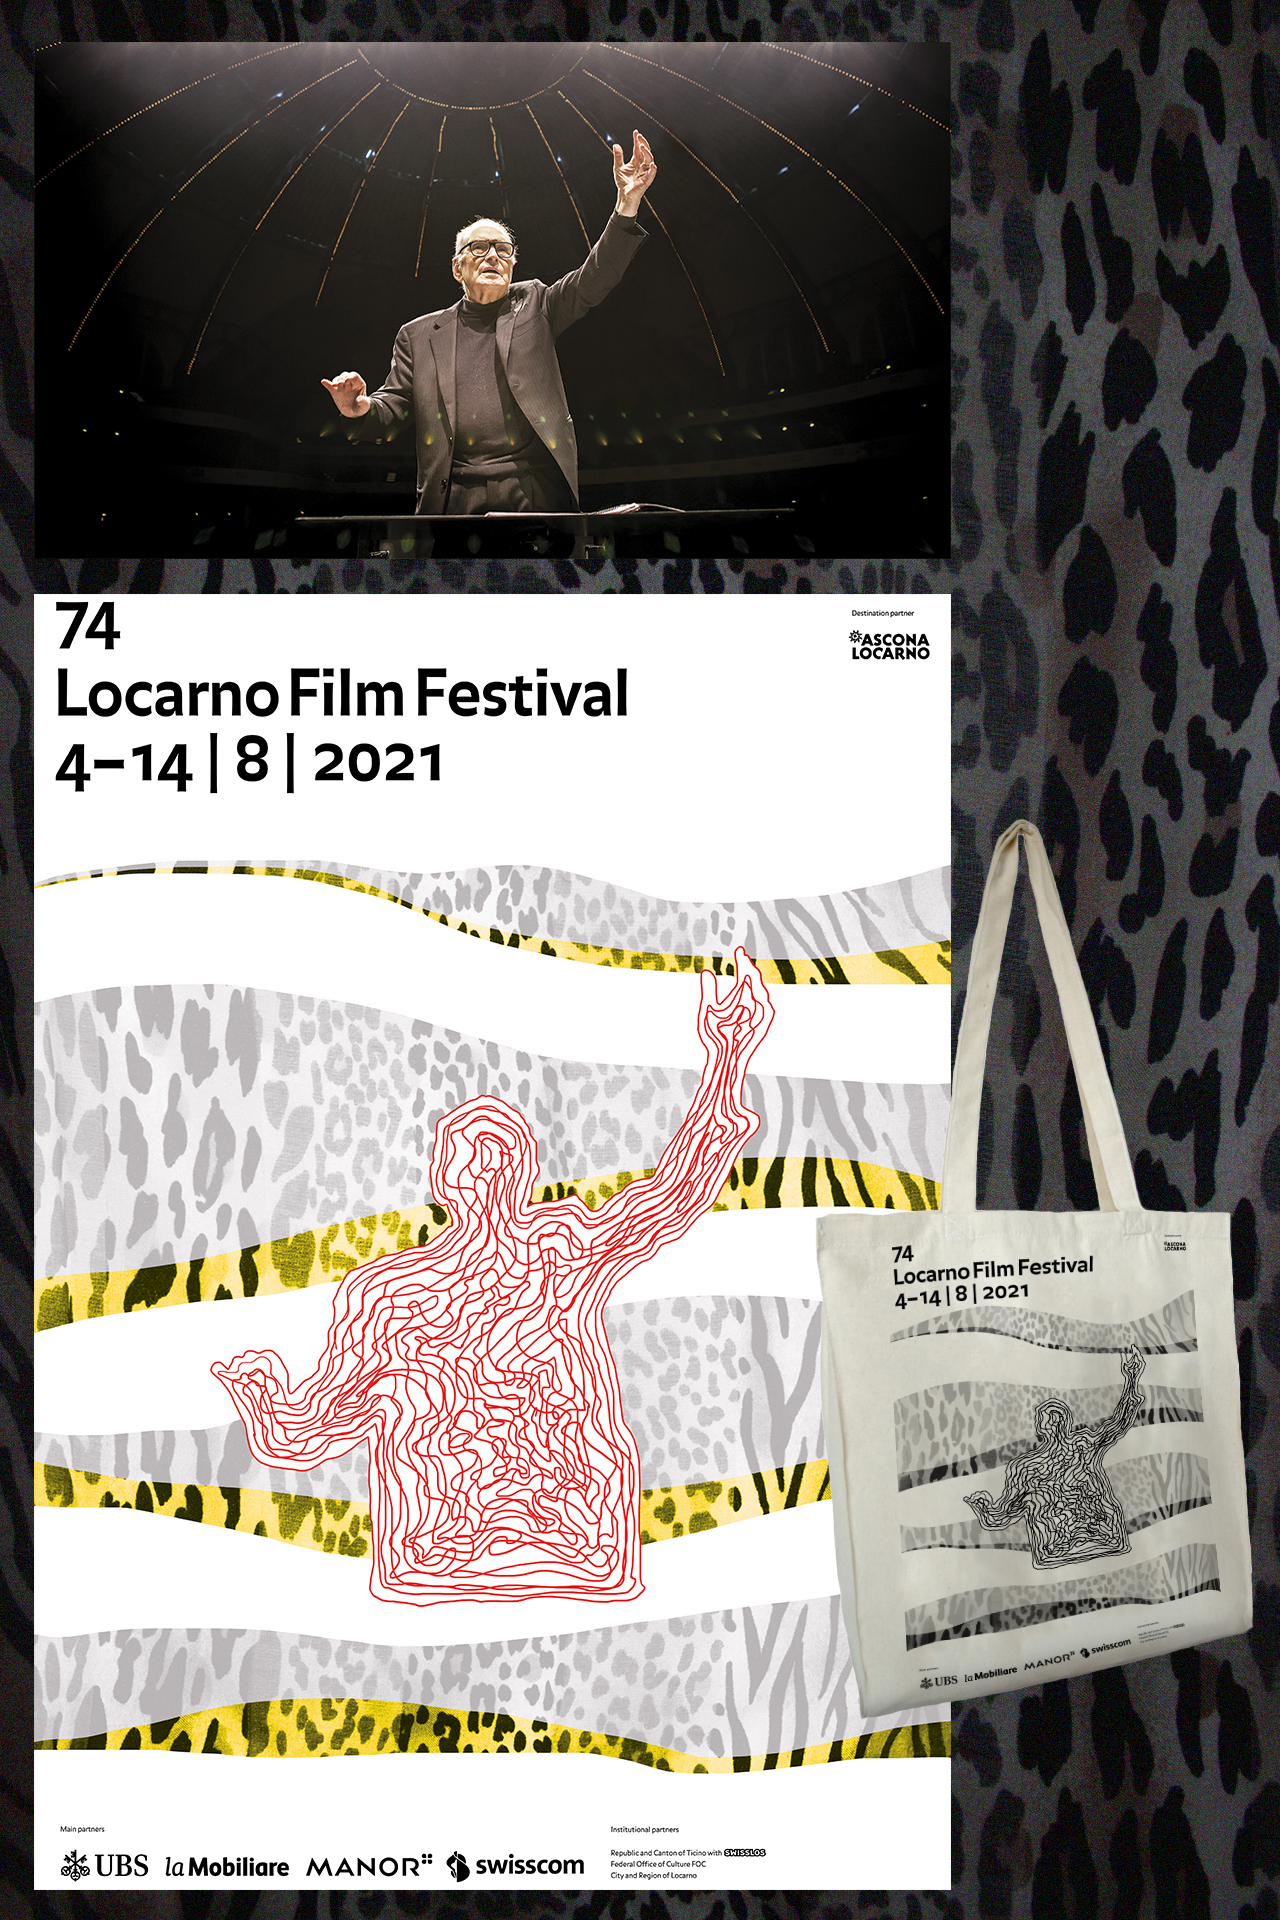 74
Locarno Film Festival
4–14 | 8 | 2021
Destination partner
ASCONA
LOCARNO
74
Locarno Film Festival
4–14 | 8 | 2021
ASCONA
LOCARNO
UBS la Mobiliare MANOR swisscom
Main partners
UBS la Mobiliare MANOR swisscom
Institutional partners
Republic and Canton of Ticino with SWISSLOS
Federal Office of Culture FOC
City and Region of Locarno